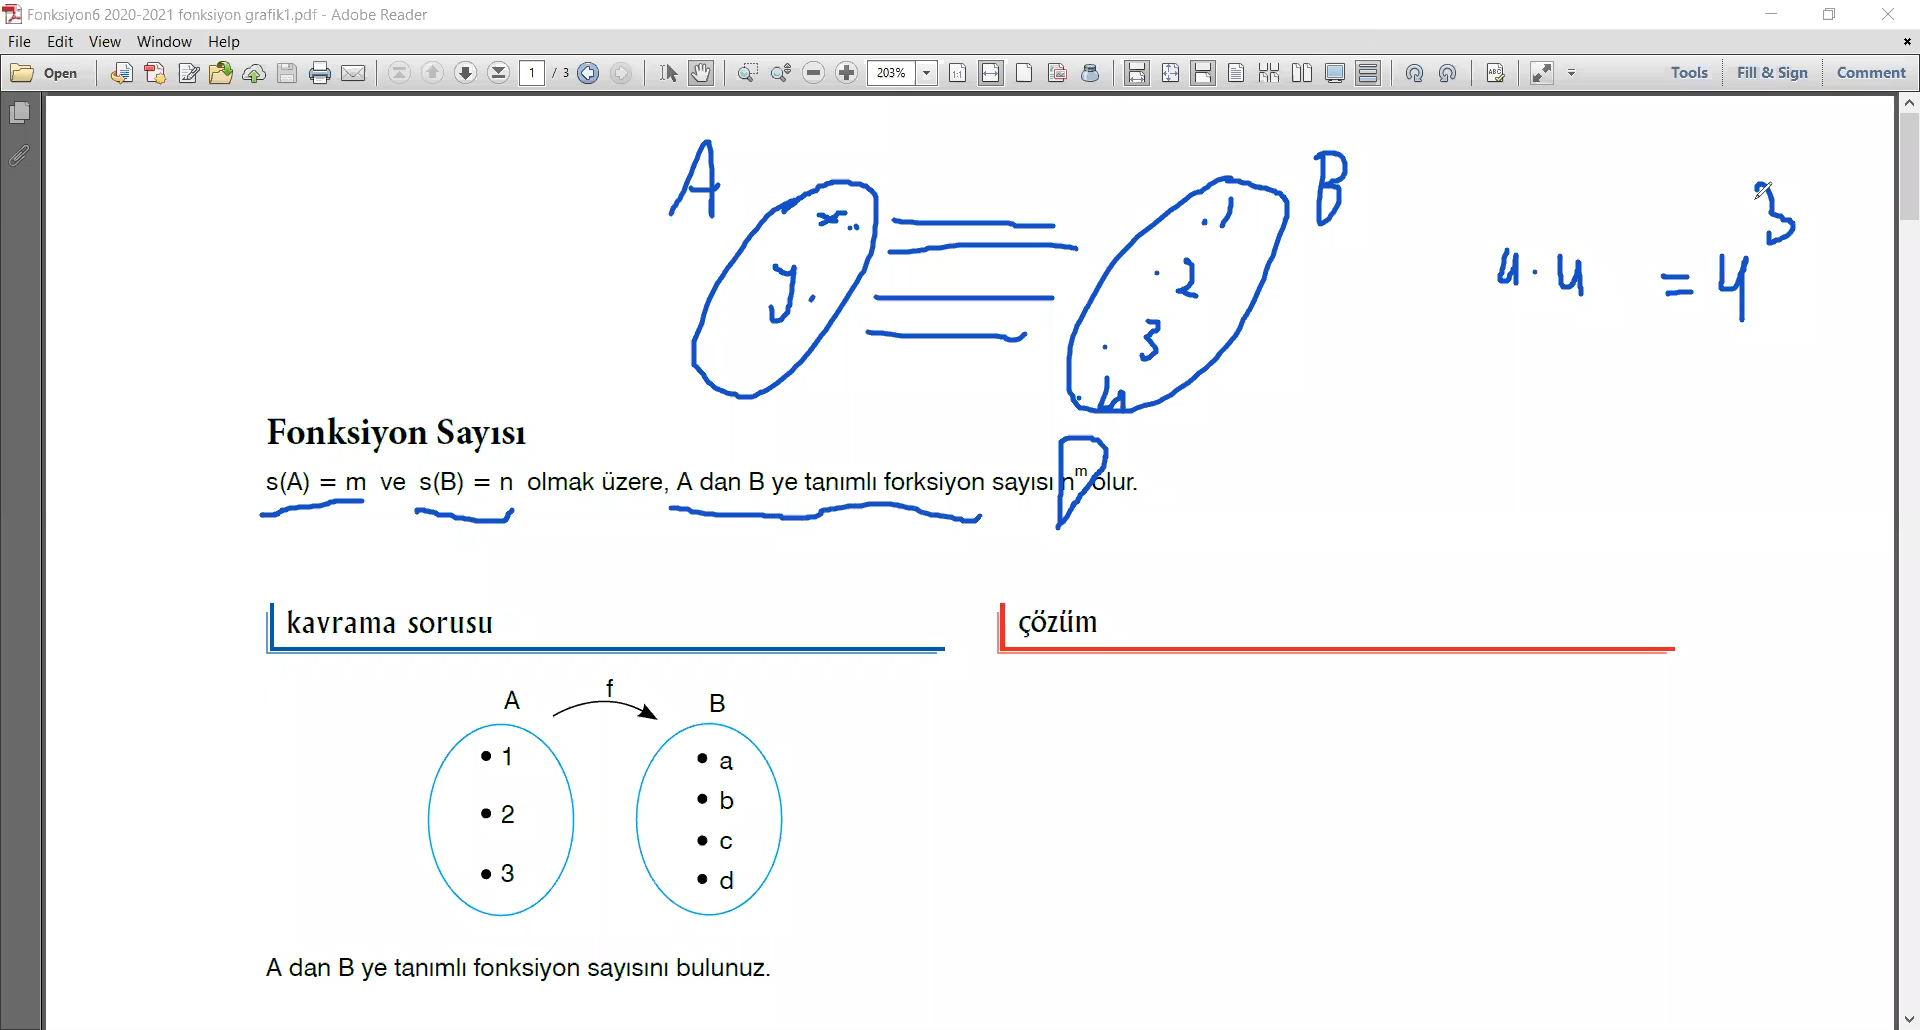 Fonksiyon6 2020-2021 fonksiyon grafik1.pdf - Adobe Reader
File Edit View Window Help
Open 1 / 3 203% Tools Fill & Sign Comment
A B
x 1
y 2
3
4
4 · 4 = 4³
Fonksiyon Sayısı
s(A) = m ve s(B) = n olmak üzere, A dan B ye tanımlı forksiyon sayısı nᵐ olur.
kavrama sorusu
çözüm
f
A B
1 a
2 b
3 c
d
A dan B ye tanımlı fonksiyon sayısını bulunuz.